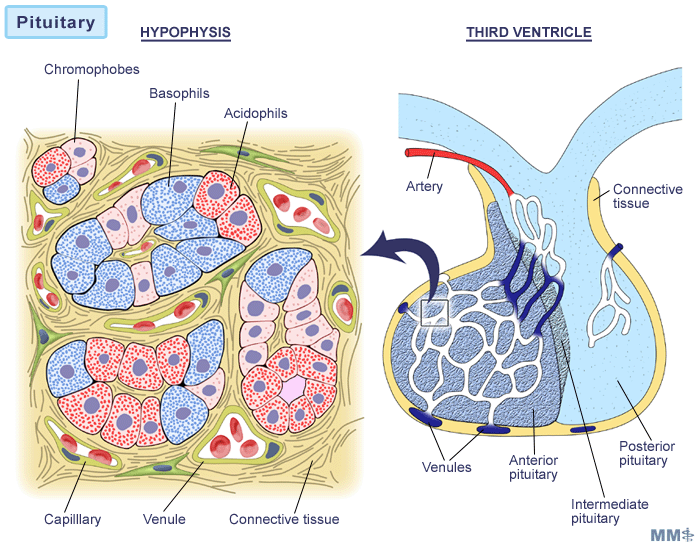 Pituitary
HYPOPHYSIS
THIRD VENTRICLE
Chromophobes
Basophils
Acidophils
Artery
Connective
tissue
Venules
Anterior
pituitary
Posterior
pituitary
Intermediate
pituitary
Capilllary
Venule
Connective tissue
MM